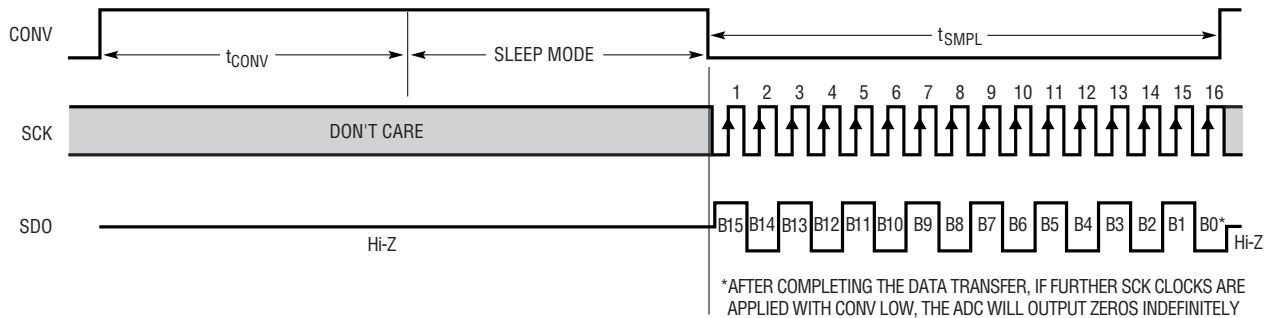 CONV
tCONV
SLEEP MODE
tSMPL
1 2 3 4 5 6 7 8 9 10 11 12 13 14 15 16
SCK
DON'T CARE
SDO
Hi-Z
B15 B14 B13 B12 B11 B10 B9 B8 B7 B6 B5 B4 B3 B2 B1 B0*
Hi-Z
*AFTER COMPLETING THE DATA TRANSFER, IF FURTHER SCK CLOCKS ARE
APPLIED WITH CONV LOW, THE ADC WILL OUTPUT ZEROS INDEFINITELY